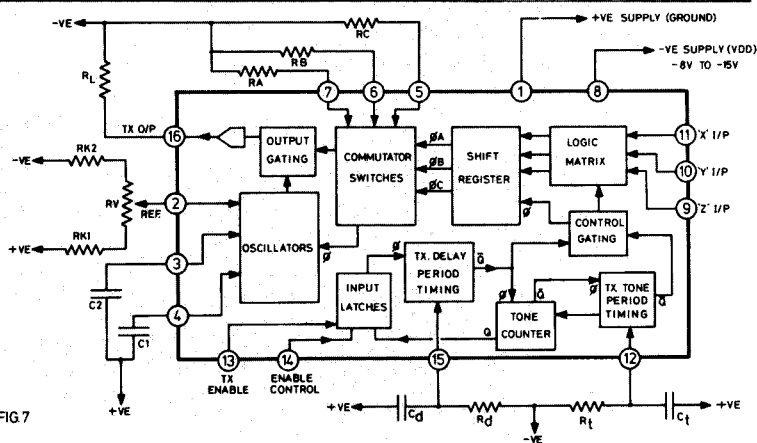 -VE
RC
+VE SUPPLY (GROUND)
RB
-VE SUPPLY (VDD)
-8V TO -15V
RL
RA
7
6
5
1
8
TX O/P
16
OUTPUT GATING
COMMUTATOR SWITCHES
ØA
ØB
ØC
SHIFT REGISTER
LOGIC MATRIX
11
'X' I/P
10
'Y' I/P
9
'Z' I/P
-VE
RK2
RV
REF.
2
+VE
RK1
OSCILLATORS
Ø
Ø
CONTROL GATING
3
C2
4
C1
INPUT LATCHES
Ø
TX. DELAY PERIOD TIMING
Q̄
Ø
Q̄
Ø
TX TONE PERIOD TIMING
Q̄
Q
TONE COUNTER
13
TX ENABLE
14
ENABLE CONTROL
15
12
+VE
+VE
Cd
Rd
Rt
Ct
+VE
-VE
FIG.7